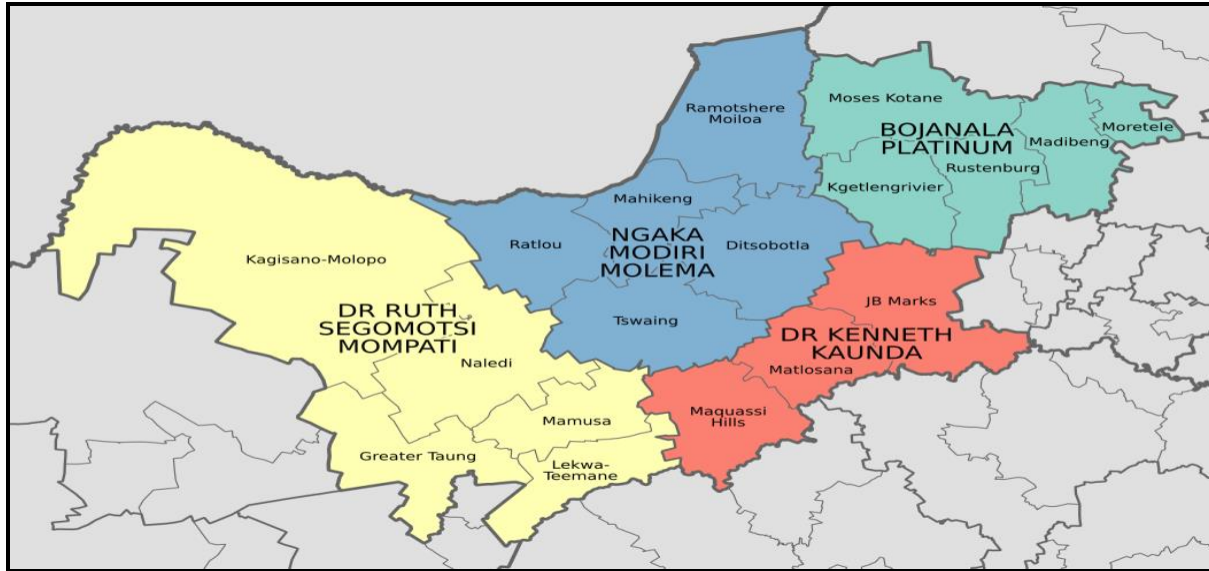 Ramotshere
Moiloa
Moses Kotane
BOJANALA
PLATINUM
Moretele
Madibeng
Rustenburg
Kgetlengrivier
Mahikeng
Ratlou
NGAKA
MODIRI
MOLEMA
Ditsobotla
Tswaing
Kagisano-Molopo
DR RUTH
SEGOMOTSI
MOMPATI
Naledi
Mamusa
Greater Taung
Lekwa-
Teemane
JB Marks
DR KENNETH
KAUNDA
Matlosana
Maquassi
Hills